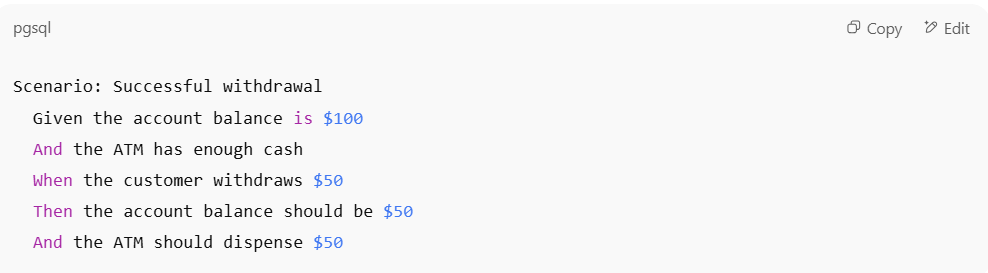 pgsql
Copy
Edit
Scenario: Successful withdrawal
Given the account balance is $100
And the ATM has enough cash
When the customer withdraws $50
Then the account balance should be $50
And the ATM should dispense $50